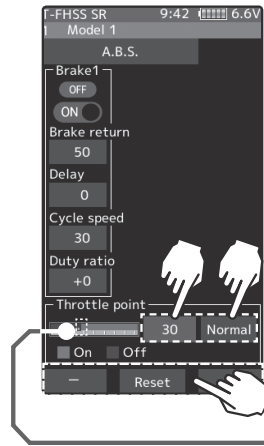 T-FHSS SR 9:42 6.6V
1 Model 1
A.B.S.
Brake1
OFF
ON
Brake return
50
Delay
0
Cycle speed
30
Duty ratio
+0
Throttle point
30 Normal
On Off
− Reset